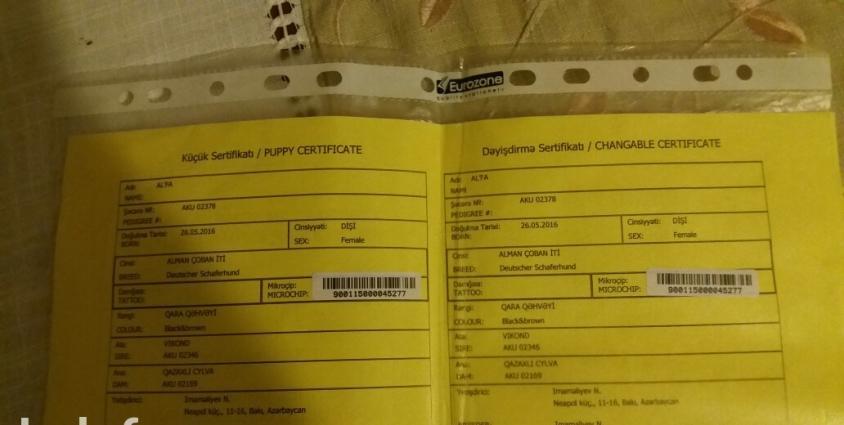 Eurozone
Küçük Sertifikatı / PUPPY CERTIFICATE
Adı: ALFA
NAME:
Şəcərə №: AKU 02378
PEDIGREE #:
Doğulma Tarixi: 26.05.2016 Cinsiyyəti: DİŞİ
BORN: SEX: Female
Cinsi: ALMAN ÇOBAN İTİ
BREED: Deutscher Schaferhund
Damğası: Mikroçip:
TATTOO: MICROCHIP: 900115000045277
Rəngi: QARA QƏHVƏYİ
COLOUR: Black&brown
Ata: VIKOND
SIRE: AKU 02346
Ana: QAZAXLI CYLVA
DAM: AKU 02169
Yetişdirici: Imamaliyev N.
Neapol küç., 11-16, Bakı, Azərbaycan
Dəyişdirmə Sertifikatı / CHANGABLE CERTIFICATE
Adı: ALFA
NAME
Şəcərə №: AKU 02378
PEDIGREE #:
Doğulma Tarixi: 26.05.2016 Cinsiyyəti: DİŞİ
BORN: SEX: Female
Cinsi: ALMAN ÇOBAN İTİ
BREED: Deutscher Schaferhund
Damğası: Mikroçip:
TATTOO: MICROCHIP: 900115000045277
Rəngi: QARA QƏHVƏYİ
COLOUR: Black&brown
Ata: VIKOND
SIRE: AKU 02346
Ana: QAZAXLI CYLVA
DAM: AKU 02169
Yetişdirici: Imamaliyev N.
Neapol küç., 11-16, Bakı, Azərbaycan